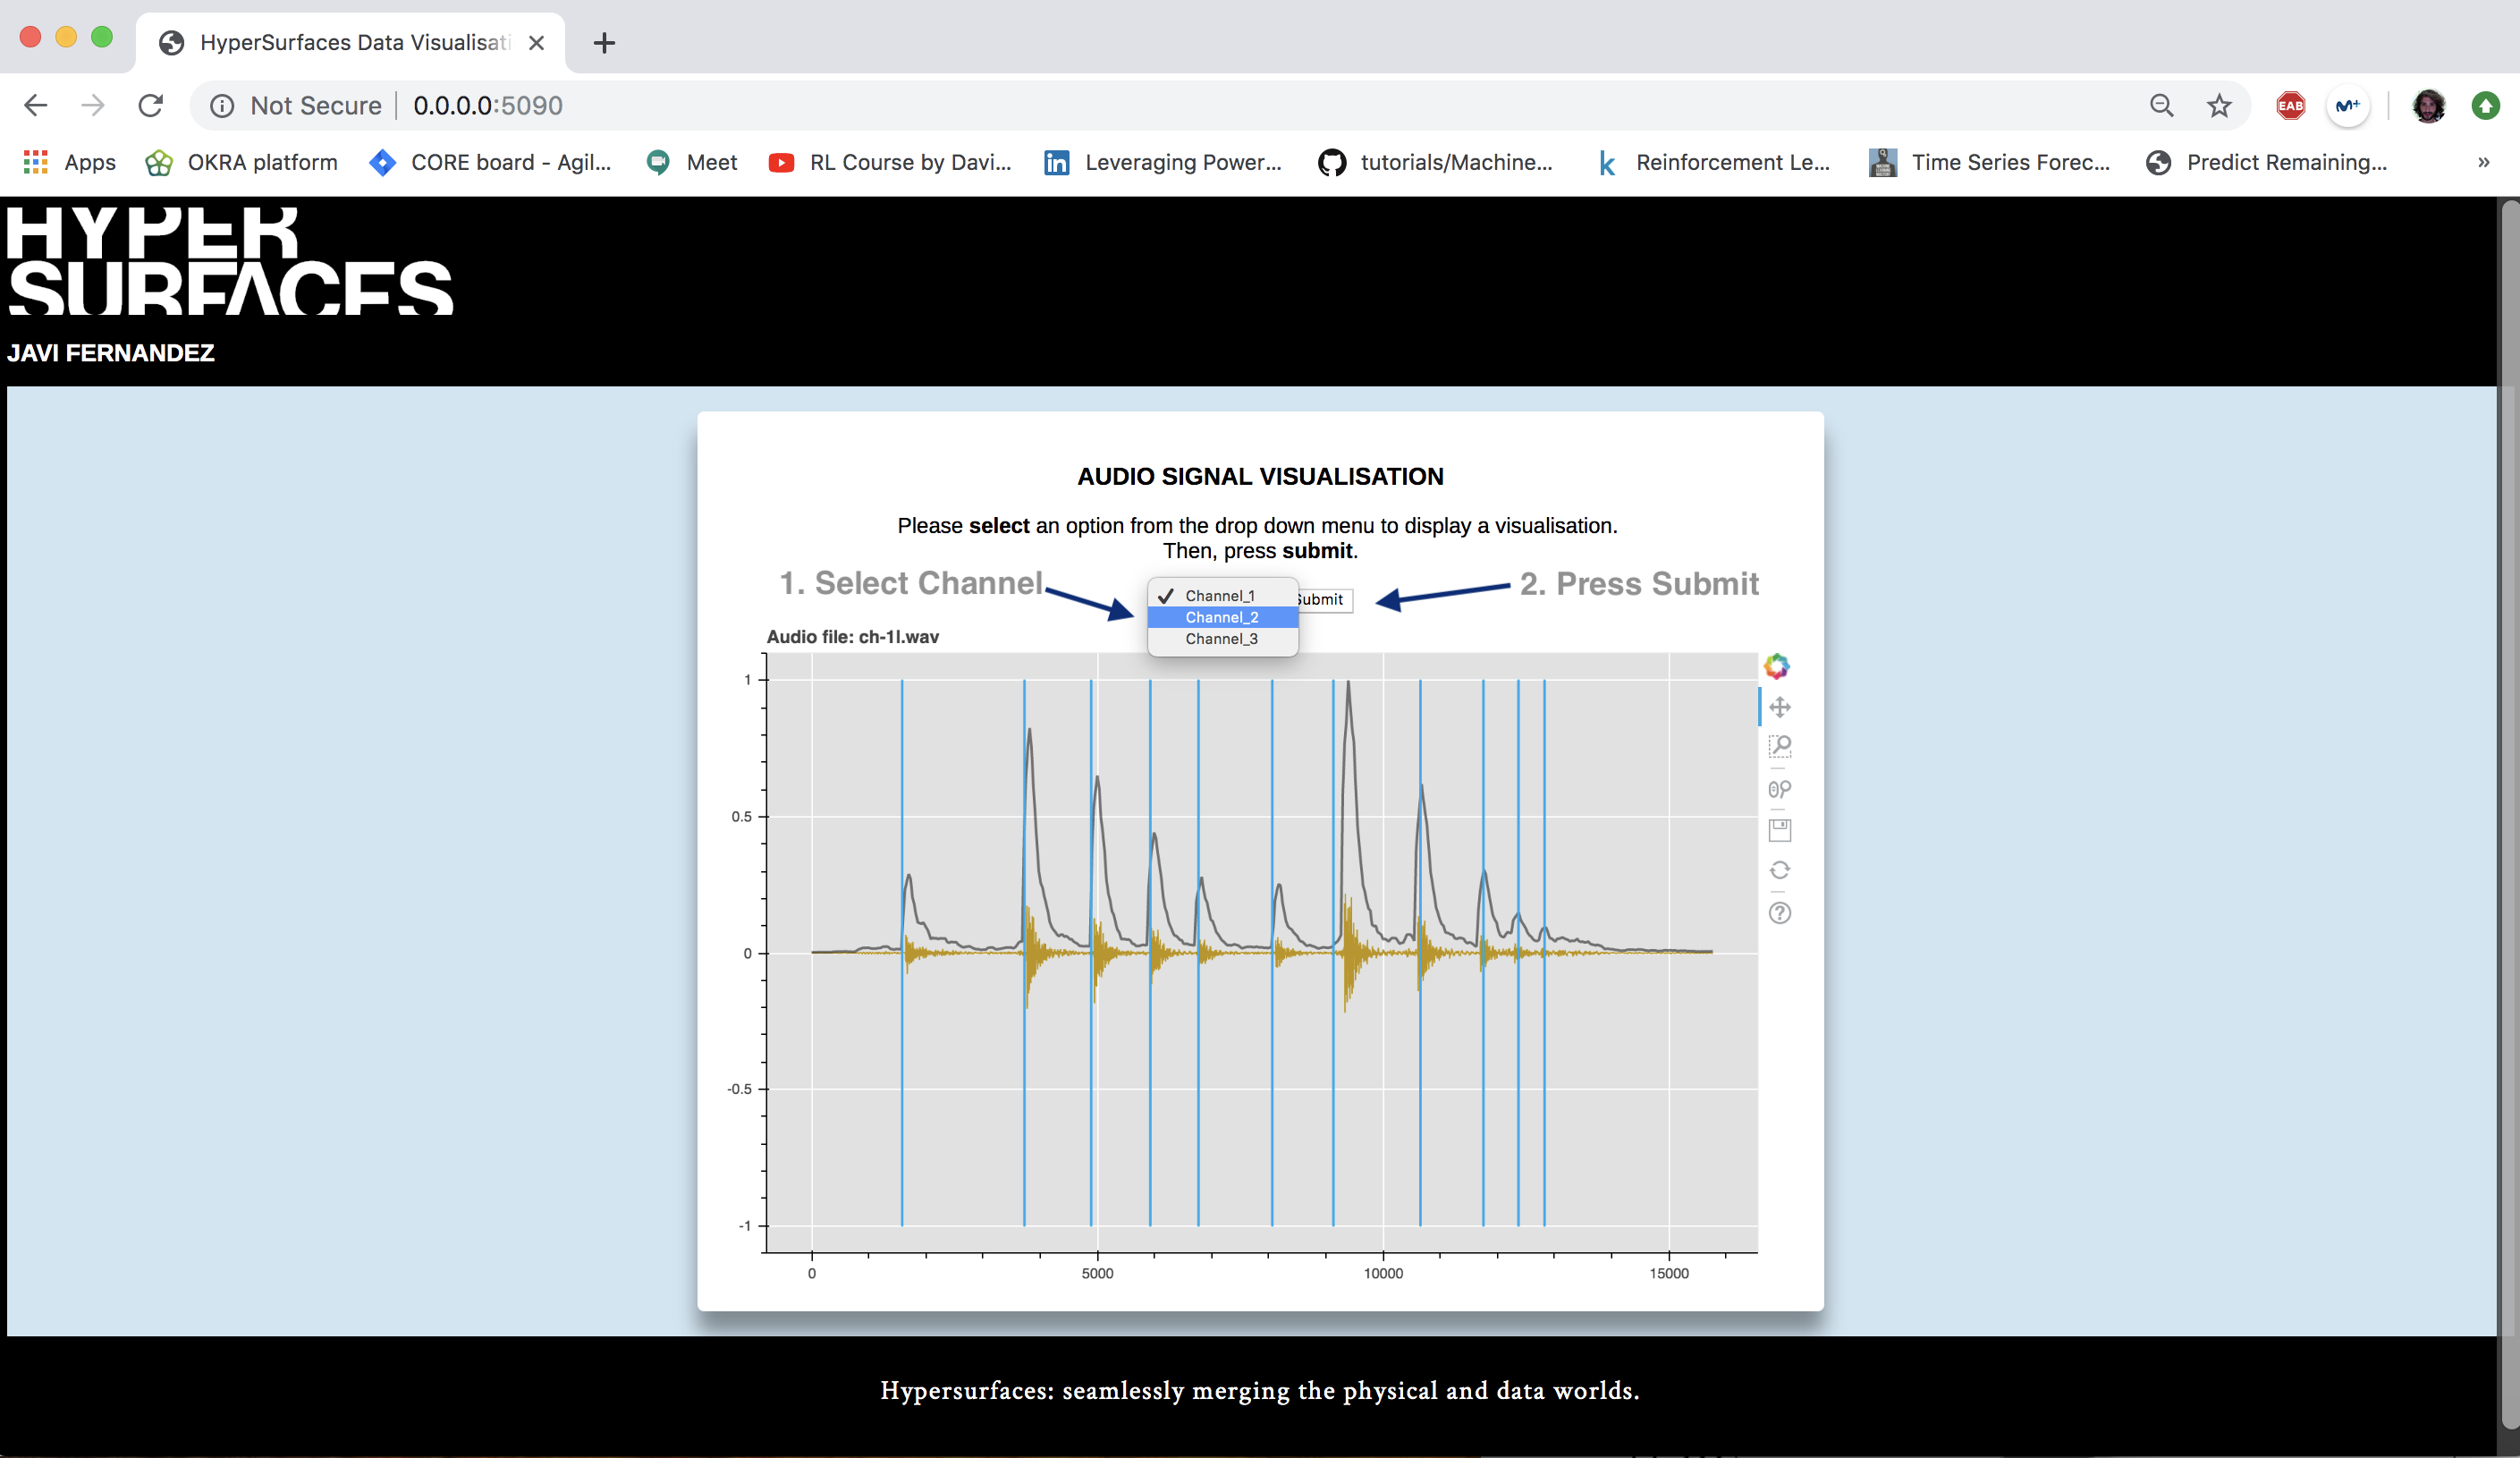 HyperSurfaces Data Visualisati
Not Secure
0.0.0.0:5090
EAB
Apps
OKRA platform
CORE board - Agil...
Meet
RL Course by Davi...
Leveraging Power...
tutorials/Machine...
Reinforcement Le...
Time Series Forec...
Predict Remaining...
»
HYPER
SURFACES
JAVI FERNANDEZ
AUDIO SIGNAL VISUALISATION
Please select an option from the drop down menu to display a visualisation.
Then, press submit.
1. Select Channel
2. Press Submit
Channel_1
Submit
Channel_2
Channel_3
Audio file: ch-1l.wav
1
0.5
0
-0.5
-1
0
5000
10000
15000
Hypersurfaces: seamlessly merging the physical and data worlds.